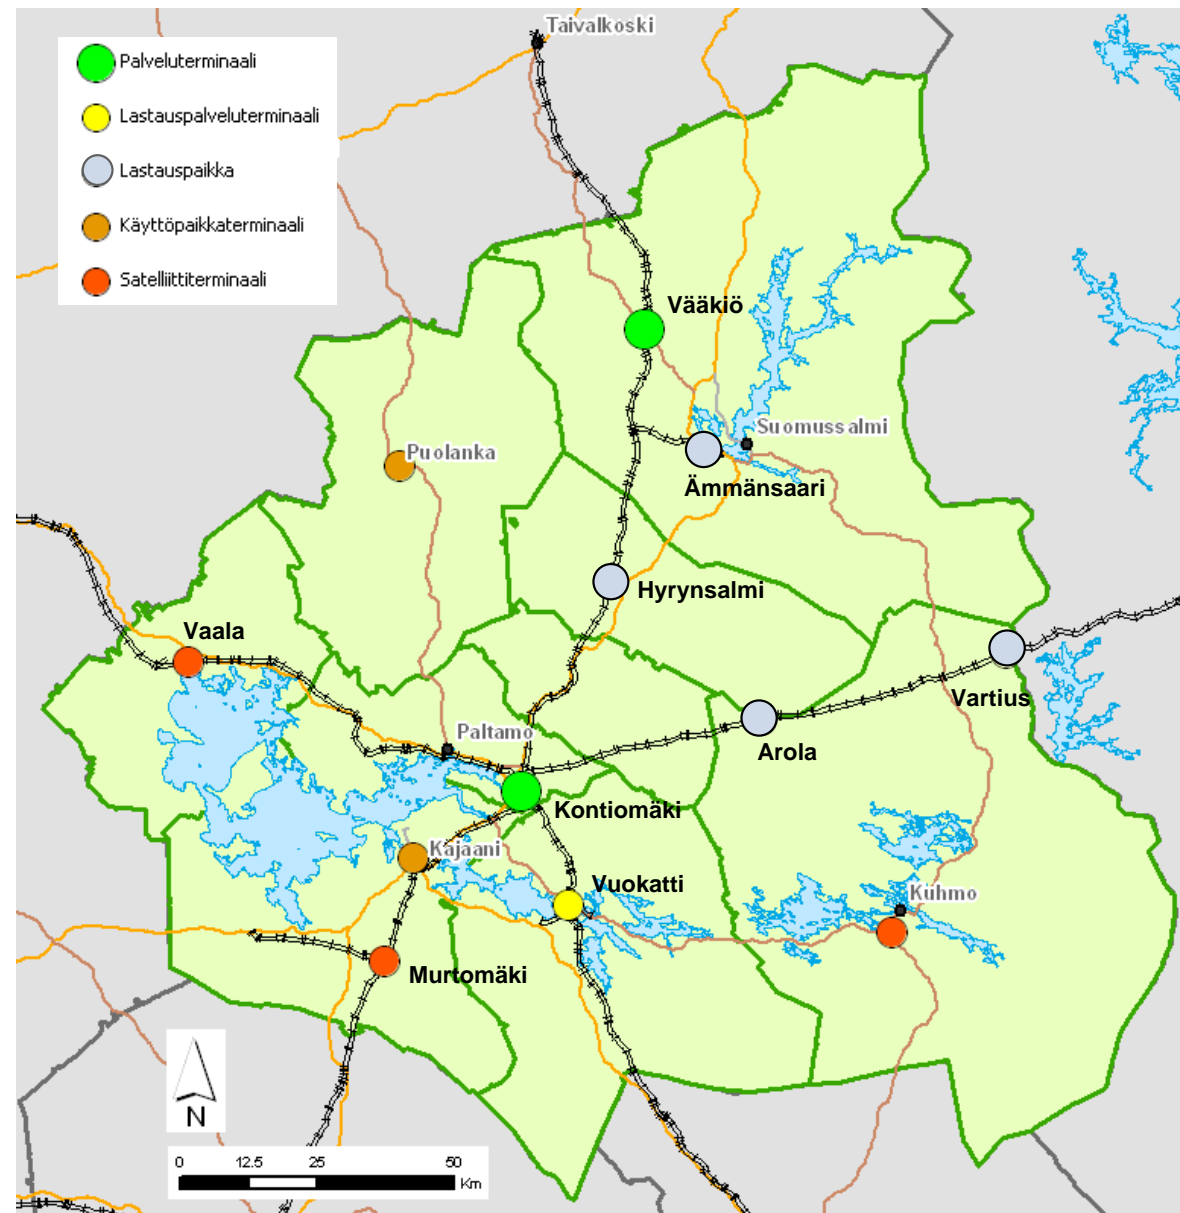 Taivalkoski
Palveluterminaali
Lastauspalveluterminaali
Lastauspaikka
Käyttöpaikkaterminaali
Satelliittiterminaali
Vääkiö
Suomussalmi
Puolanka
Ämmänsaari
Hyrynsalmi
Vaala
Vartius
Paltamo
Arola
Kontiomäki
Kajaani
Vuokatti
Kuhmo
Murtomäki
N
0 12.5 25 50
Km